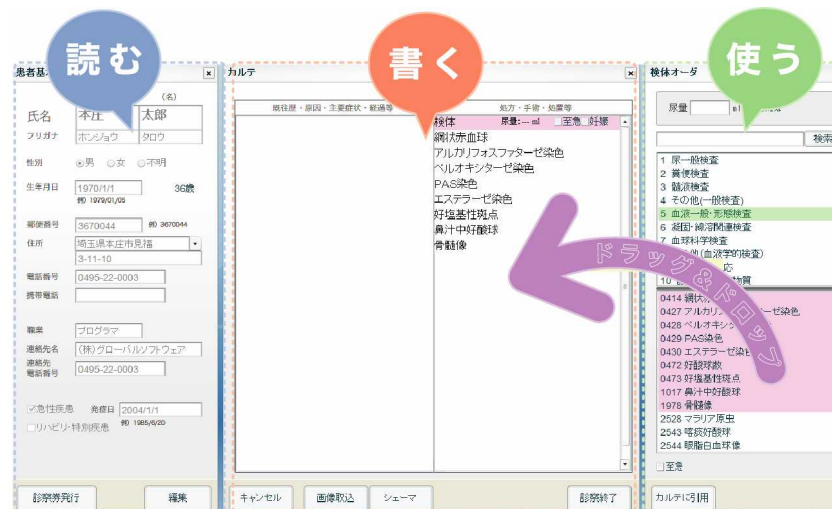 読む
書く
使う
患者基
カルテ
検体オーダ
(名)
氏名 本庄 太郎
フリガナ ホンジョウ タロウ
性別 男 女 不明
生年月日 1970/1/1 36歳
例) 1979/01/05
郵便番号 3670044 例) 3670044
住所 埼玉県本庄市見福
3-11-10
電話番号 0495-22-0003
携帯電話
職業 プログラマ
連絡先名 (株)グローバルソフトウェア
連絡先
電話番号 0495-22-0003
急性疾患 発症日 2004/1/1
リハビリ・特別疾患 例) 1985/6/20
診察券発行 編集
既往歴・原因・主要症状・経過等 処方・手術・処置等
検体 尿量:--- ml 至急 妊娠
網状赤血球
アルカリフォスファターゼ染色
ペルオキシターゼ染色
PAS染色
エステラーゼ染色
好塩基性斑点
鼻汁中好酸球
骨髄像
ドラッグ&ドロップ
キャンセル 画像取込 シェーマ 診察終了
尿量 ml
検索
1 尿一般検査
2 糞便検査
3 髄液検査
4 その他(一般検査)
5 血液一般・形態検査
6 凝固・線溶関連検査
7 血球科学検査
他(血液学的検査)
応
10 物質
0414 網状
0427 アルカリ ーゼ染色
0428 ペルオキシ
0429 PAS染色
0430 エステラーゼ染
0472 好酸球数
0473 好塩基性斑点
1017 鼻汁中好酸球
1978 骨髄像
2528 マラリア原虫
2543 喀痰好酸球
2544 眼脂白血球像
至急
カルテに引用